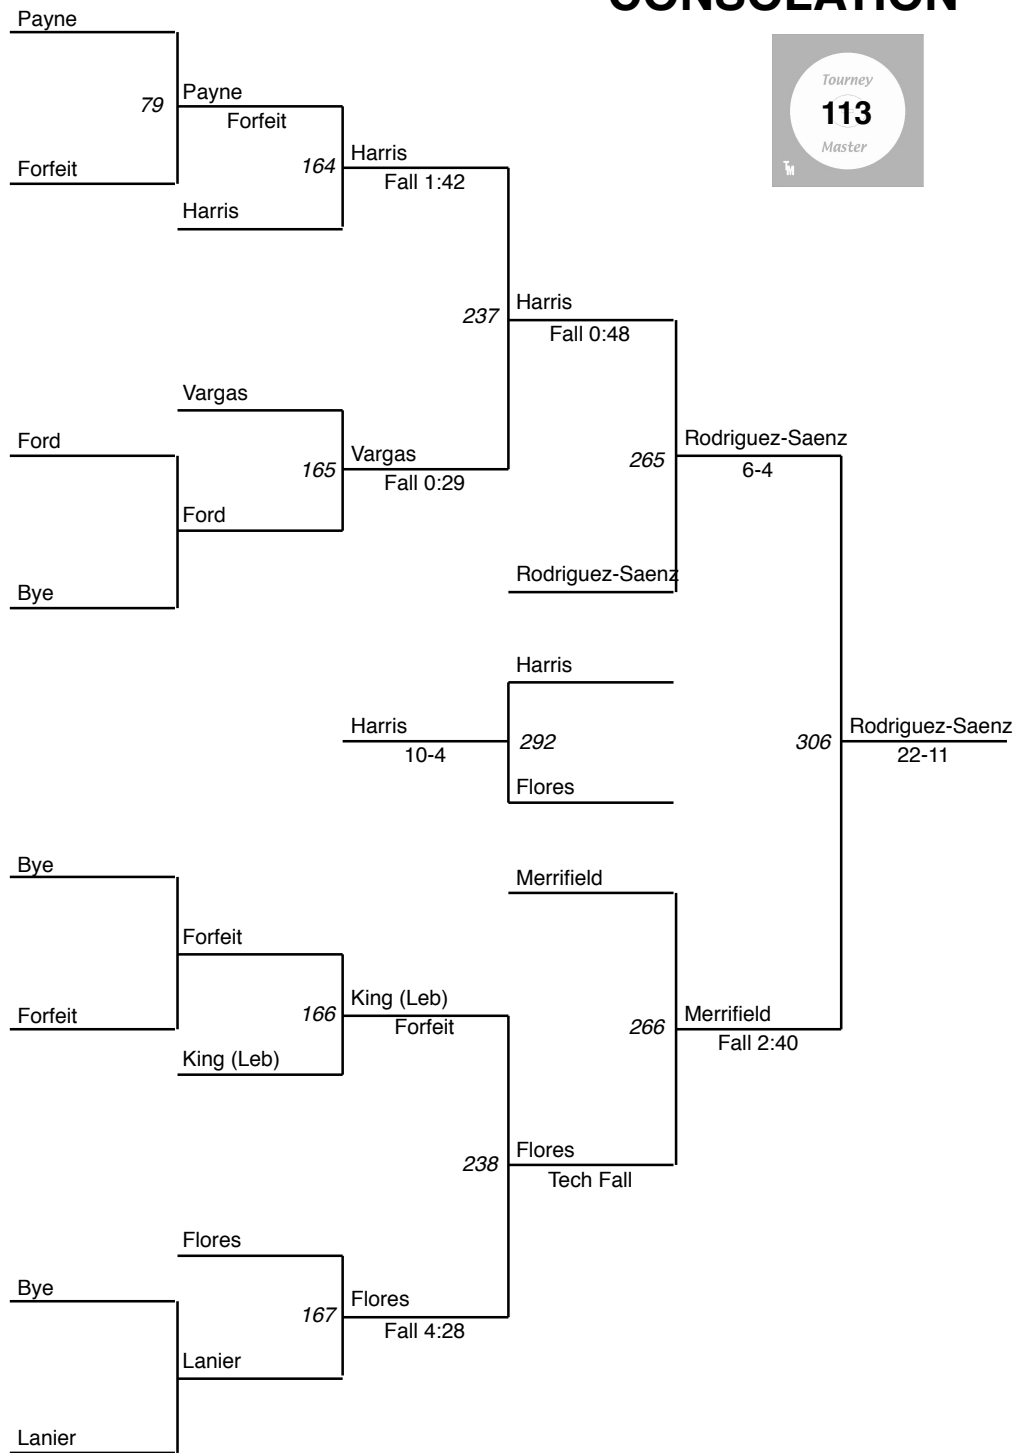 CONSOLATION
Payne
Tourney
113
Master
TM
79
Payne
Forfeit
Forfeit
164
Harris
Fall 1:42
Harris
237
Harris
Fall 0:48
Vargas
Ford
165
Vargas
Fall 0:29
265
Rodriguez-Saenz
6-4
Ford
Bye
Rodriguez-Saenz
Harris
Harris
10-4
292
306
Rodriguez-Saenz
22-11
Flores
Bye
Merrifield
Forfeit
Forfeit
166
King (Leb)
Forfeit
266
Merrifield
Fall 2:40
King (Leb)
238
Flores
Tech Fall
Flores
Bye
167
Flores
Fall 4:28
Lanier
Lanier